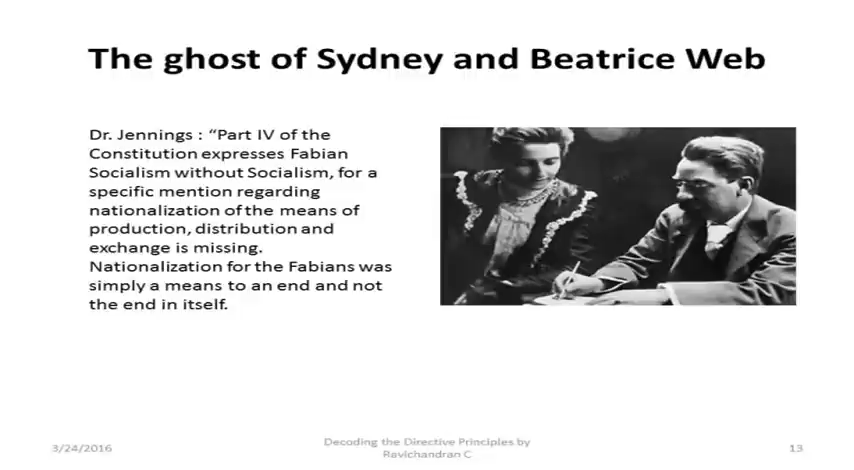 The ghost of Sydney and Beatrice Web
Dr. Jennings : “Part IV of the
Constitution expresses Fabian
Socialism without Socialism, for a
specific mention regarding
nationalization of the means of
production, distribution and
exchange is missing.
Nationalization for the Fabians was
simply a means to an end and not
the end in itself.
3/24/2016
Decoding the Directive Principles by
Ravichandran C
13